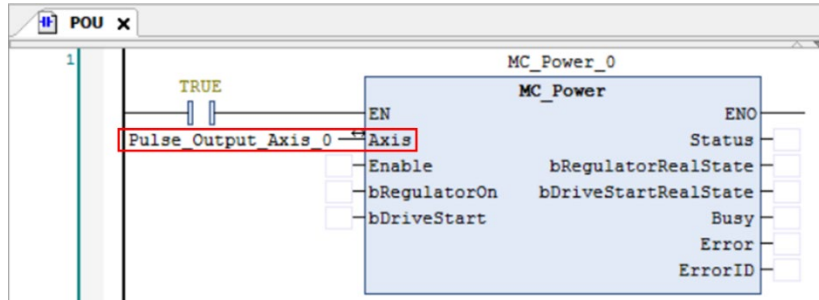 POU
1
MC_Power_0
TRUE
MC_Power
EN ENO
Pulse_Output_Axis_0 Axis Status
Enable bRegulatorRealState
bRegulatorOn bDriveStartRealState
bDriveStart Busy
Error
ErrorID